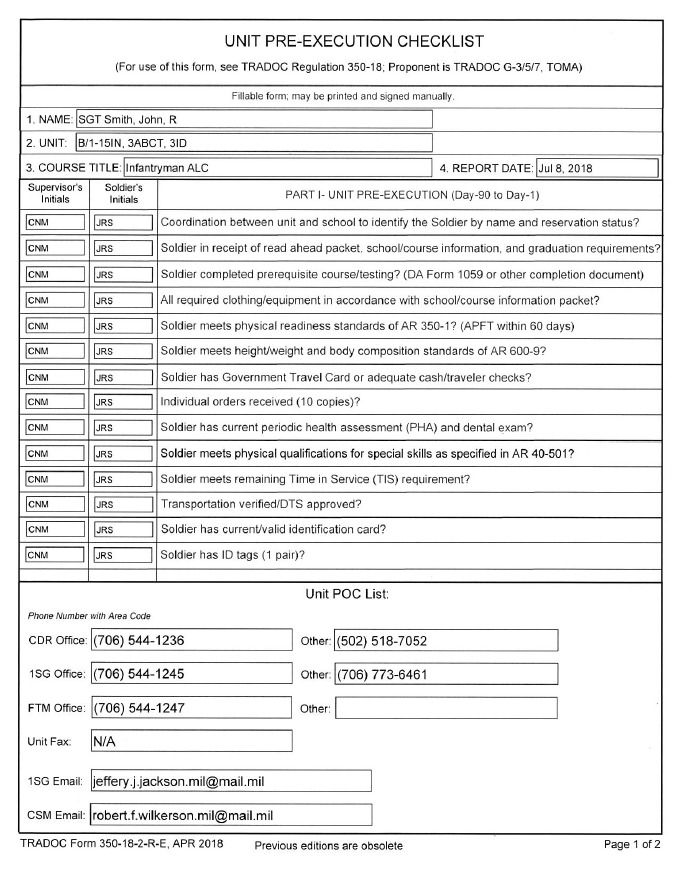 UNIT PRE-EXECUTION CHECKLIST
(For use of this form, see TRADOC Regulation 350-18; Proponent is TRADOC G-3/5/7, TOMA)
Fillable form; may be printed and signed manually.
1. NAME: SGT Smith, John, R
2. UNIT: B/1-15IN, 3ABCT, 3ID
3. COURSE TITLE: Infantryman ALC 4. REPORT DATE: Jul 8, 2018
Supervisor's Initials Soldier's Initials PART I- UNIT PRE-EXECUTION (Day-90 to Day-1)
CNM JRS Coordination between unit and school to identify the Soldier by name and reservation status?
CNM JRS Soldier in receipt of read ahead packet, school/course information, and graduation requirements?
CNM JRS Soldier completed prerequisite course/testing? (DA Form 1059 or other completion document)
CNM JRS All required clothing/equipment in accordance with school/course information packet?
CNM JRS Soldier meets physical readiness standards of AR 350-1? (APFT within 60 days)
CNM JRS Soldier meets height/weight and body composition standards of AR 600-9?
CNM JRS Soldier has Government Travel Card or adequate cash/traveler checks?
CNM JRS Individual orders received (10 copies)?
CNM JRS Soldier has current periodic health assessment (PHA) and dental exam?
CNM JRS Soldier meets physical qualifications for special skills as specified in AR 40-501?
CNM JRS Soldier meets remaining Time in Service (TIS) requirement?
CNM JRS Transportation verified/DTS approved?
CNM JRS Soldier has current/valid identification card?
CNM JRS Soldier has ID tags (1 pair)?
Unit POC List:
Phone Number with Area Code
CDR Office: (706) 544-1236 Other: (502) 518-7052
1SG Office: (706) 544-1245 Other: (706) 773-6461
FTM Office: (706) 544-1247 Other:
Unit Fax: N/A
1SG Email: jeffery.j.jackson.mil@mail.mil
CSM Email: robert.f.wilkerson.mil@mail.mil
TRADOC Form 350-18-2-R-E, APR 2018 Previous editions are obsolete Page 1 of 2